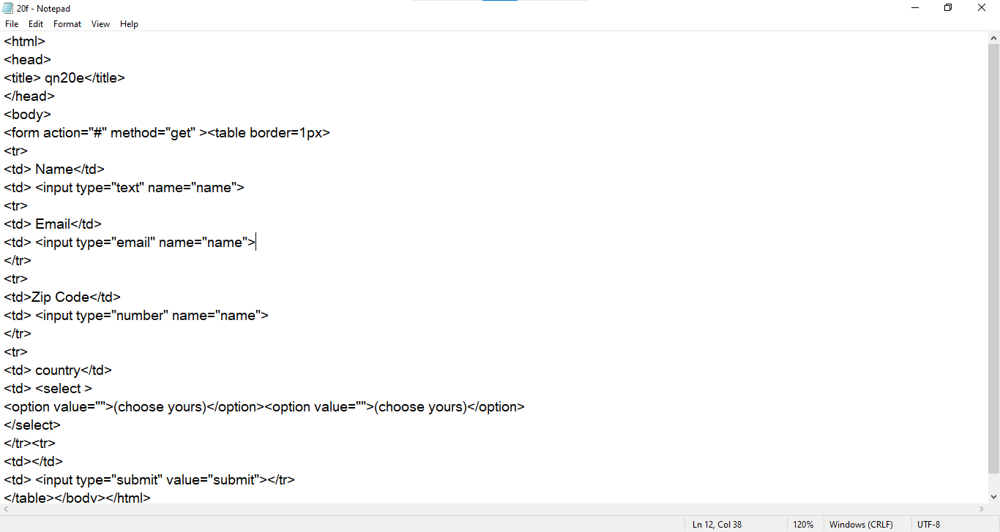 20f - Notepad
File Edit Format View Help
<html>
<head>
<title> qn20e</title>
</head>
<body>
<form action="#" method="get" ><table border=1px>
<tr>
<td> Name</td>
<td> <input type="text" name="name">
<tr>
<td> Email</td>
<td> <input type="email" name="name">
</tr>
<tr>
<td>Zip Code</td>
<td> <input type="number" name="name">
</tr>
<tr>
<td> country</td>
<td> <select >
<option value="">(choose yours)</option><option value="">(choose yours)</option>
</select>
</tr><tr>
<td></td>
<td> <input type="submit" value="submit"></tr>
</table></body></html>
Ln 12, Col 38 120% Windows (CRLF) UTF-8